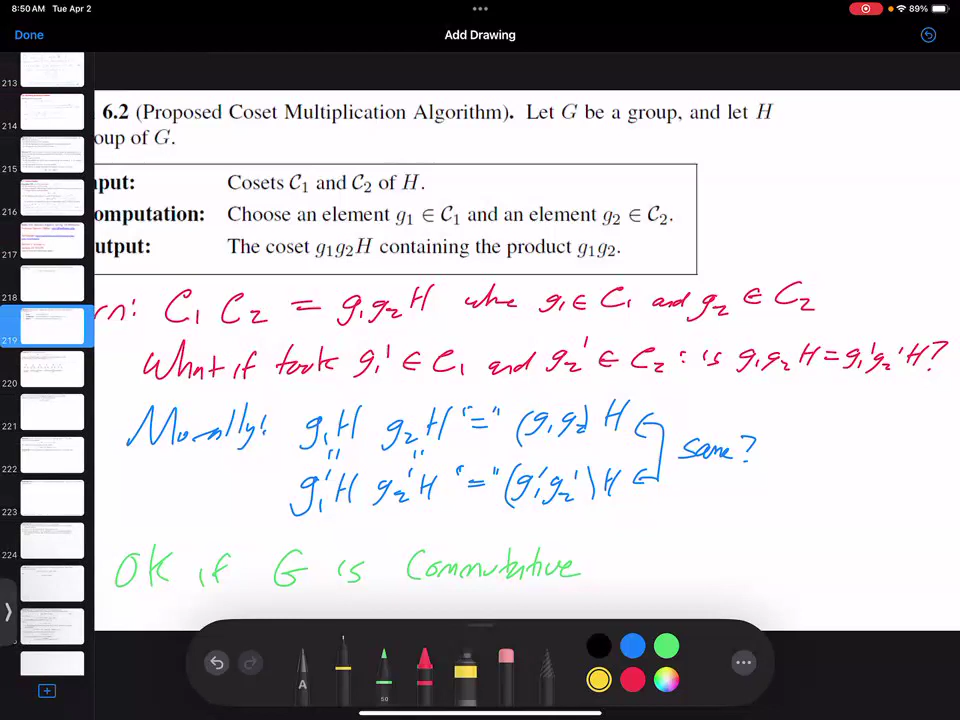 8:50 AM Tue Apr 2
89%
Done
Add Drawing
6.2 (Proposed Coset Multiplication Algorithm). Let G be a group, and let H
oup of G.
nput: Cosets C₁ and C₂ of H.
omputation: Choose an element g₁ ∈ C₁ and an element g₂ ∈ C₂.
utput: The coset g₁g₂H containing the product g₁g₂.
rn: C₁ C₂ = g₁g₂H where g₁ ∈ C₁ and g₂ ∈ C₂
What if took g₁' ∈ C₁ and g₂' ∈ C₂: is g₁g₂H = g₁'g₂'H?
Morally: g₁H g₂H "=" (g₁g₂)H
same?
g₁'H g₂'H "=" (g₁'g₂')H
OK if G is Commutative
213
214
215
216
217
218
219
220
221
222
223
224
A
50